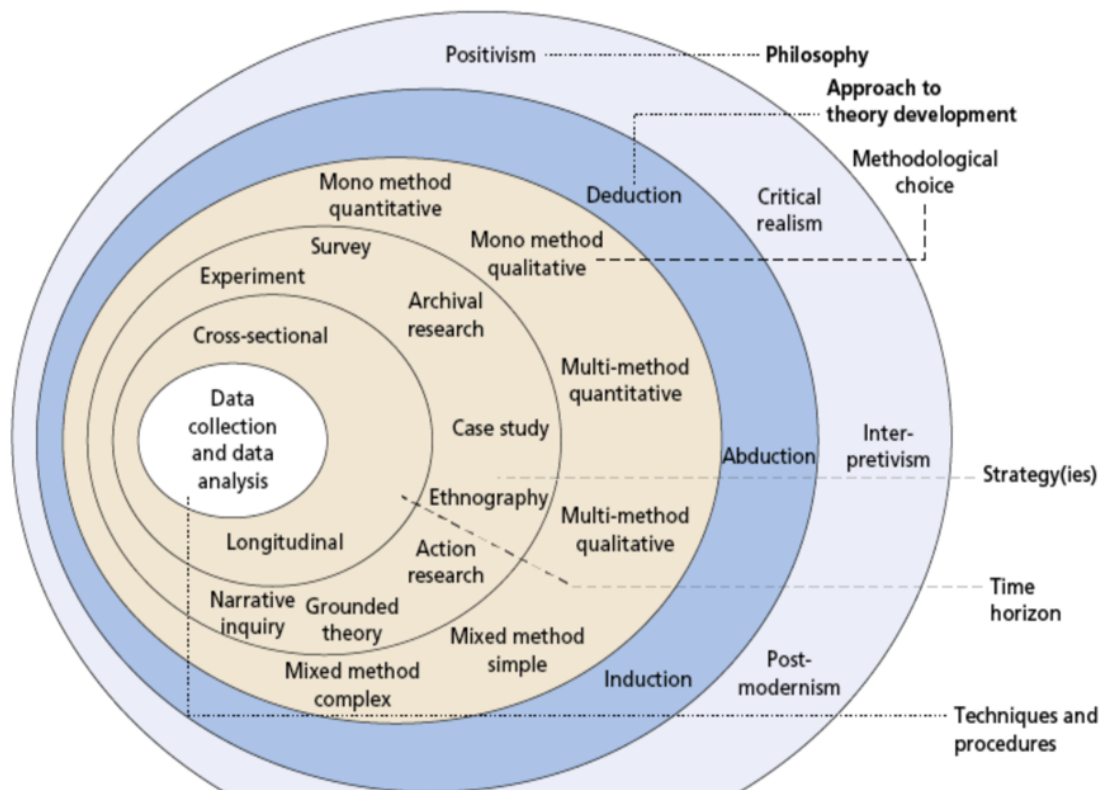 Positivism
Philosophy
Approach to
theory development
Methodological
choice
Mono method
quantitative
Deduction
Critical
realism
Survey
Mono method
qualitative
Experiment
Archival
research
Cross-sectional
Multi-method
quantitative
Data
collection
and data
analysis
Case study
Inter-
pretivism
Abduction
Strategy(ies)
Ethnography
Multi-method
qualitative
Longitudinal
Action
research
Time
horizon
Narrative
inquiry
Grounded
theory
Mixed method
simple
Mixed method
complex
Induction
Post-
modernism
Techniques and
procedures